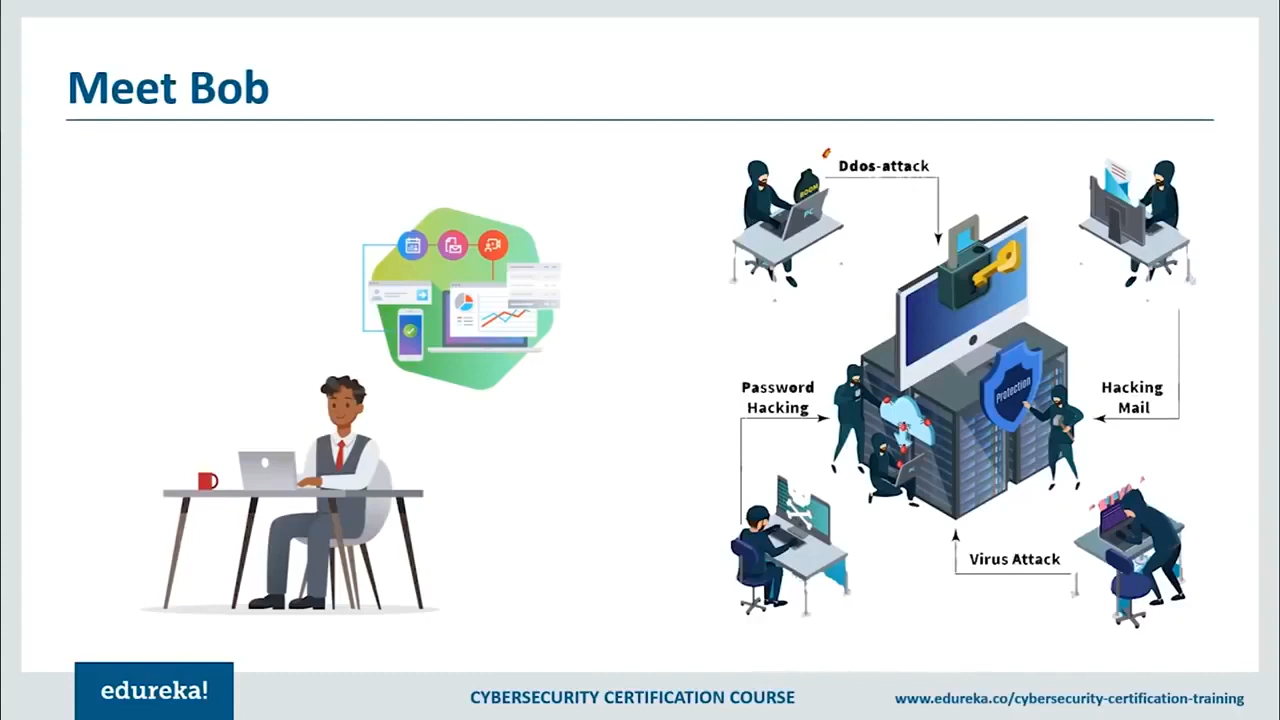 Meet Bob
Ddos-attack
BOOM
Password
Hacking
Protection
Hacking
Mail
Virus Attack
edureka!
CYBERSECURITY CERTIFICATION COURSE
www.edureka.co/cybersecurity-certification-training